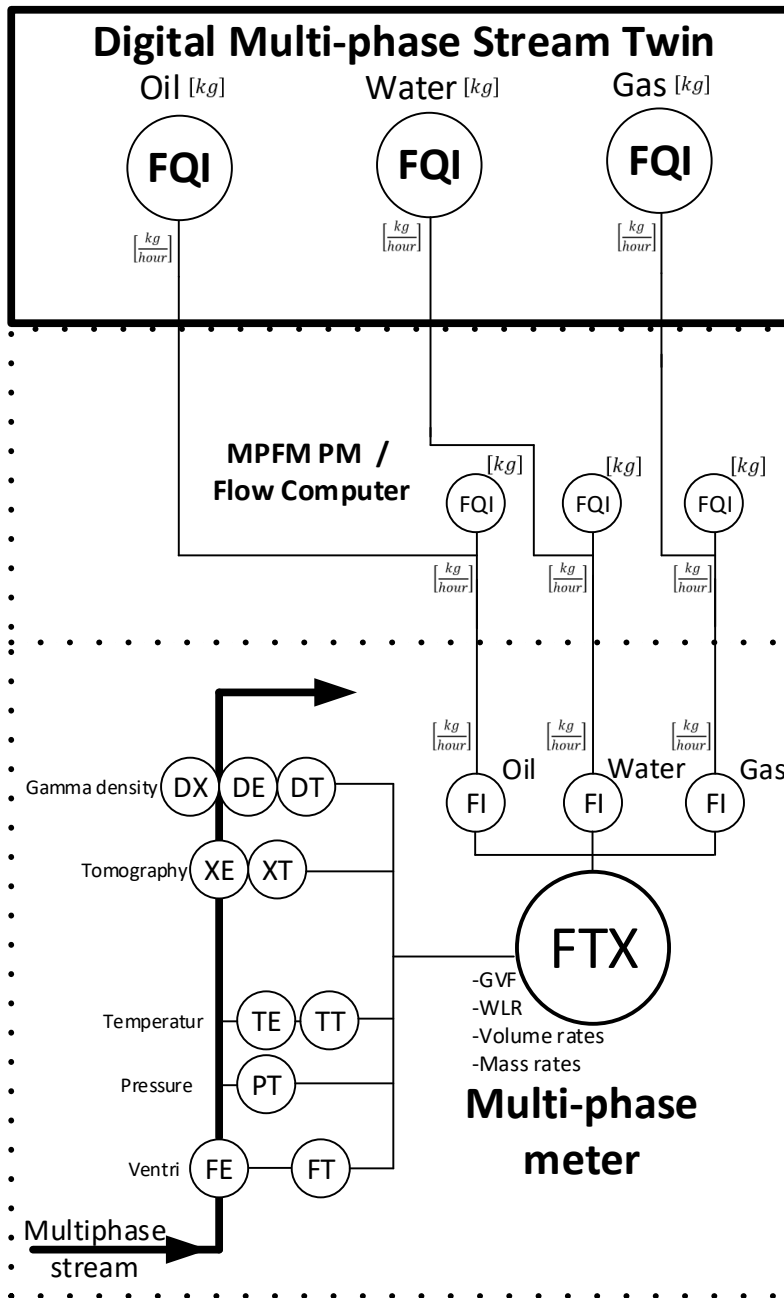 Digital Multi-phase Stream Twin
Oil [kg]
Water [kg]
Gas [kg]
FQI
FQI
FQI
[kg/hour]
[kg/hour]
[kg/hour]
MPFM PM /
Flow Computer
[kg]
[kg]
[kg]
FQI
FQI
FQI
[kg/hour]
[kg/hour]
[kg/hour]
[kg/hour]
[kg/hour]
[kg/hour]
Oil
Water
Gas
FI
FI
FI
Gamma density
DX
DE
DT
Tomography
XE
XT
FTX
-GVF
-WLR
-Volume rates
-Mass rates
Temperatur
TE
TT
Pressure
PT
Multi-phase
meter
Ventri
FE
FT
Multiphase
stream